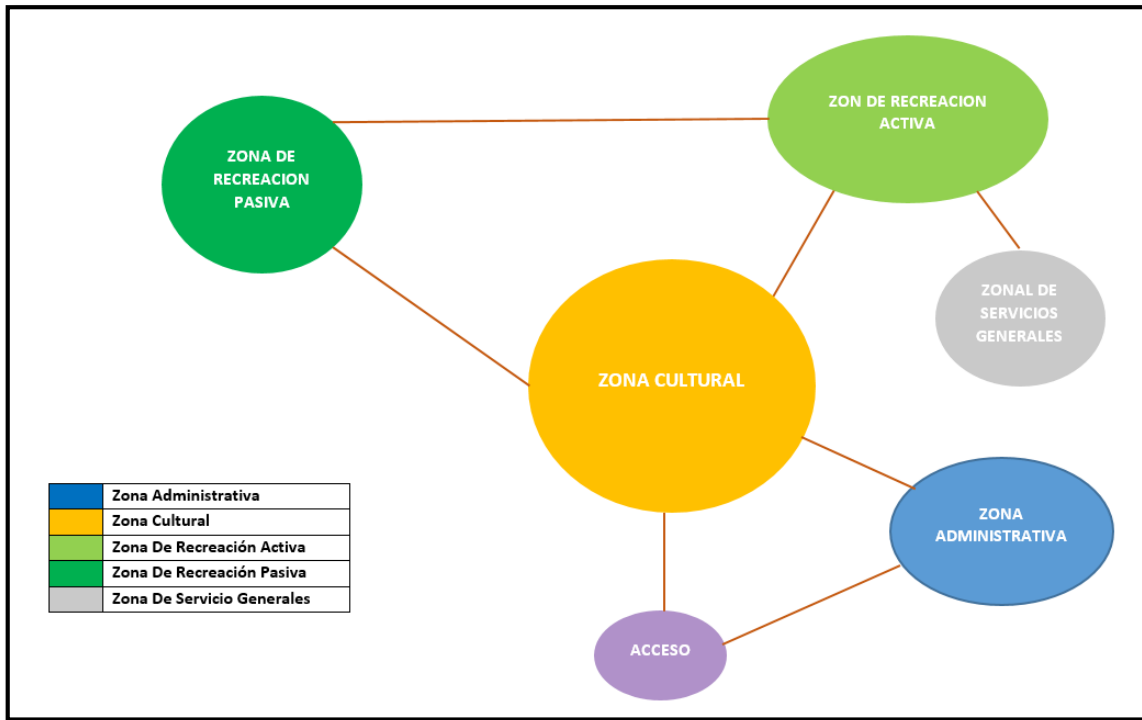 ZON DE RECREACION
ACTIVA
ZONA DE
RECREACION
PASIVA
ZONAL DE
SERVICIOS
GENERALES
ZONA CULTURAL
ZONA
ADMINISTRATIVA
ACCESO
Zona Administrativa
Zona Cultural
Zona De Recreación Activa
Zona De Recreación Pasiva
Zona De Servicio Generales